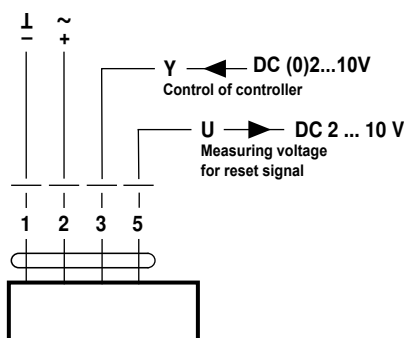 ⊥ ~
− +
Y DC (0)2...10V
Control of controller
U DC 2 ... 10 V
Measuring voltage
for reset signal
1 2 3 5